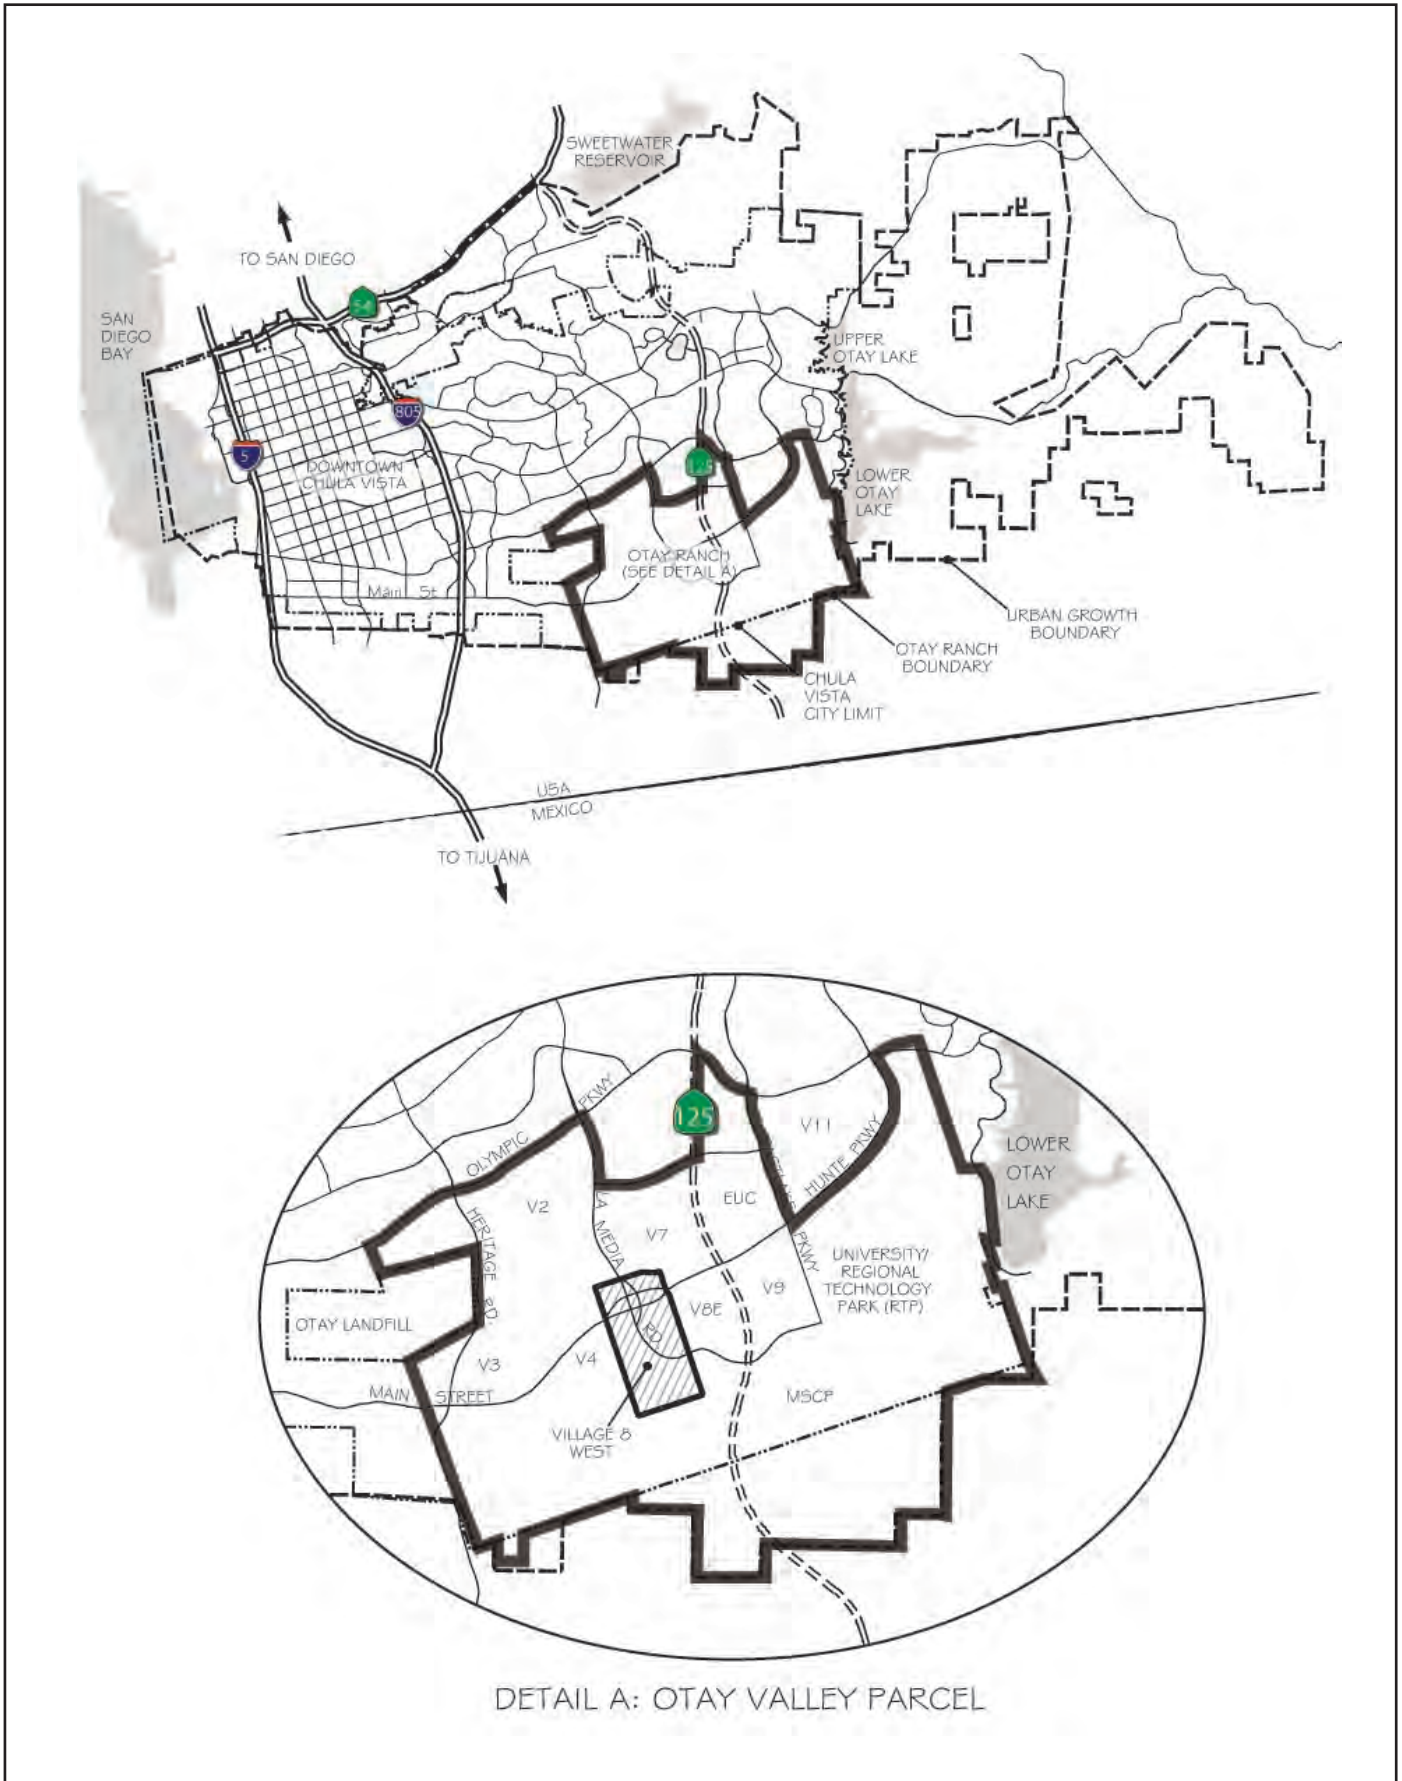 SWEETWATER
RESERVOIR
TO SAN DIEGO
54
SAN
DIEGO
BAY
UPPER
OTAY LAKE
805
5
DOWNTOWN
CHULA VISTA
125
LOWER
OTAY
LAKE
OTAY RANCH
(SEE DETAIL A)
Main St
URBAN GROWTH
BOUNDARY
OTAY RANCH
BOUNDARY
CHULA
VISTA
CITY LIMIT
USA
MEXICO
TO TIJUANA
OLYMPIC PKWY
125
V11
HUNTE PKWY
LOWER
OTAY
LAKE
V2
EUC
HERITAGE RD.
LA MEDIA RD.
V7
PKWY
UNIVERSITY/
REGIONAL
TECHNOLOGY
PARK (RTP)
V9
V8E
OTAY LANDFILL
V3
V4
MAIN STREET
MSCP
VILLAGE 8
WEST
DETAIL A: OTAY VALLEY PARCEL